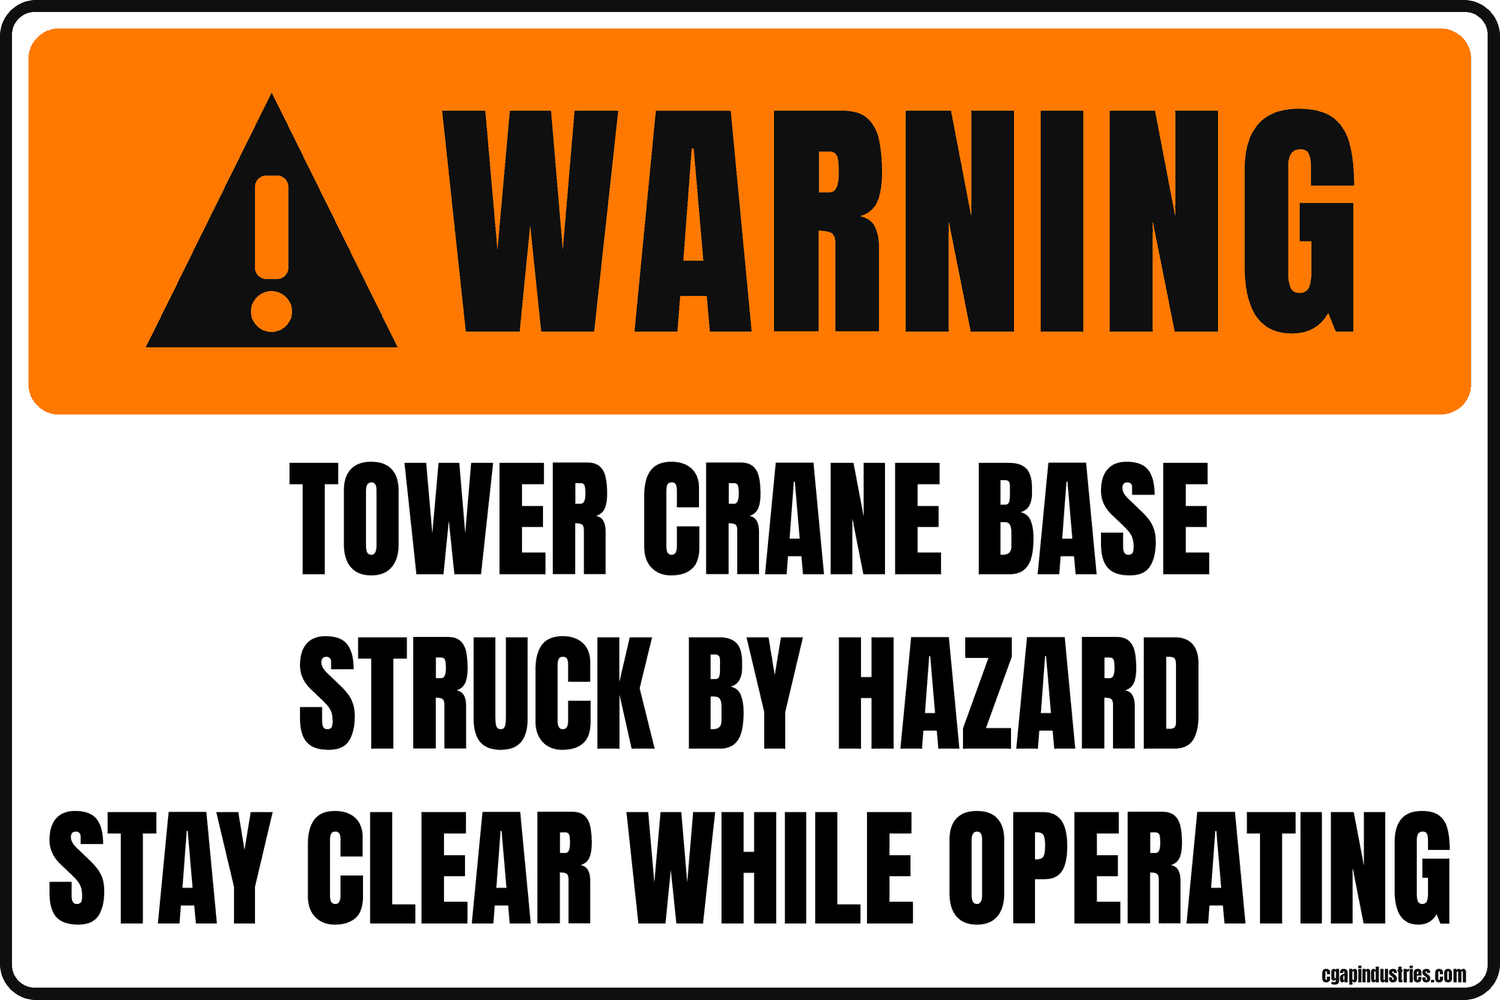 WARNING
TOWER CRANE BASE
STRUCK BY HAZARD
STAY CLEAR WHILE OPERATING
cgapindustries.com